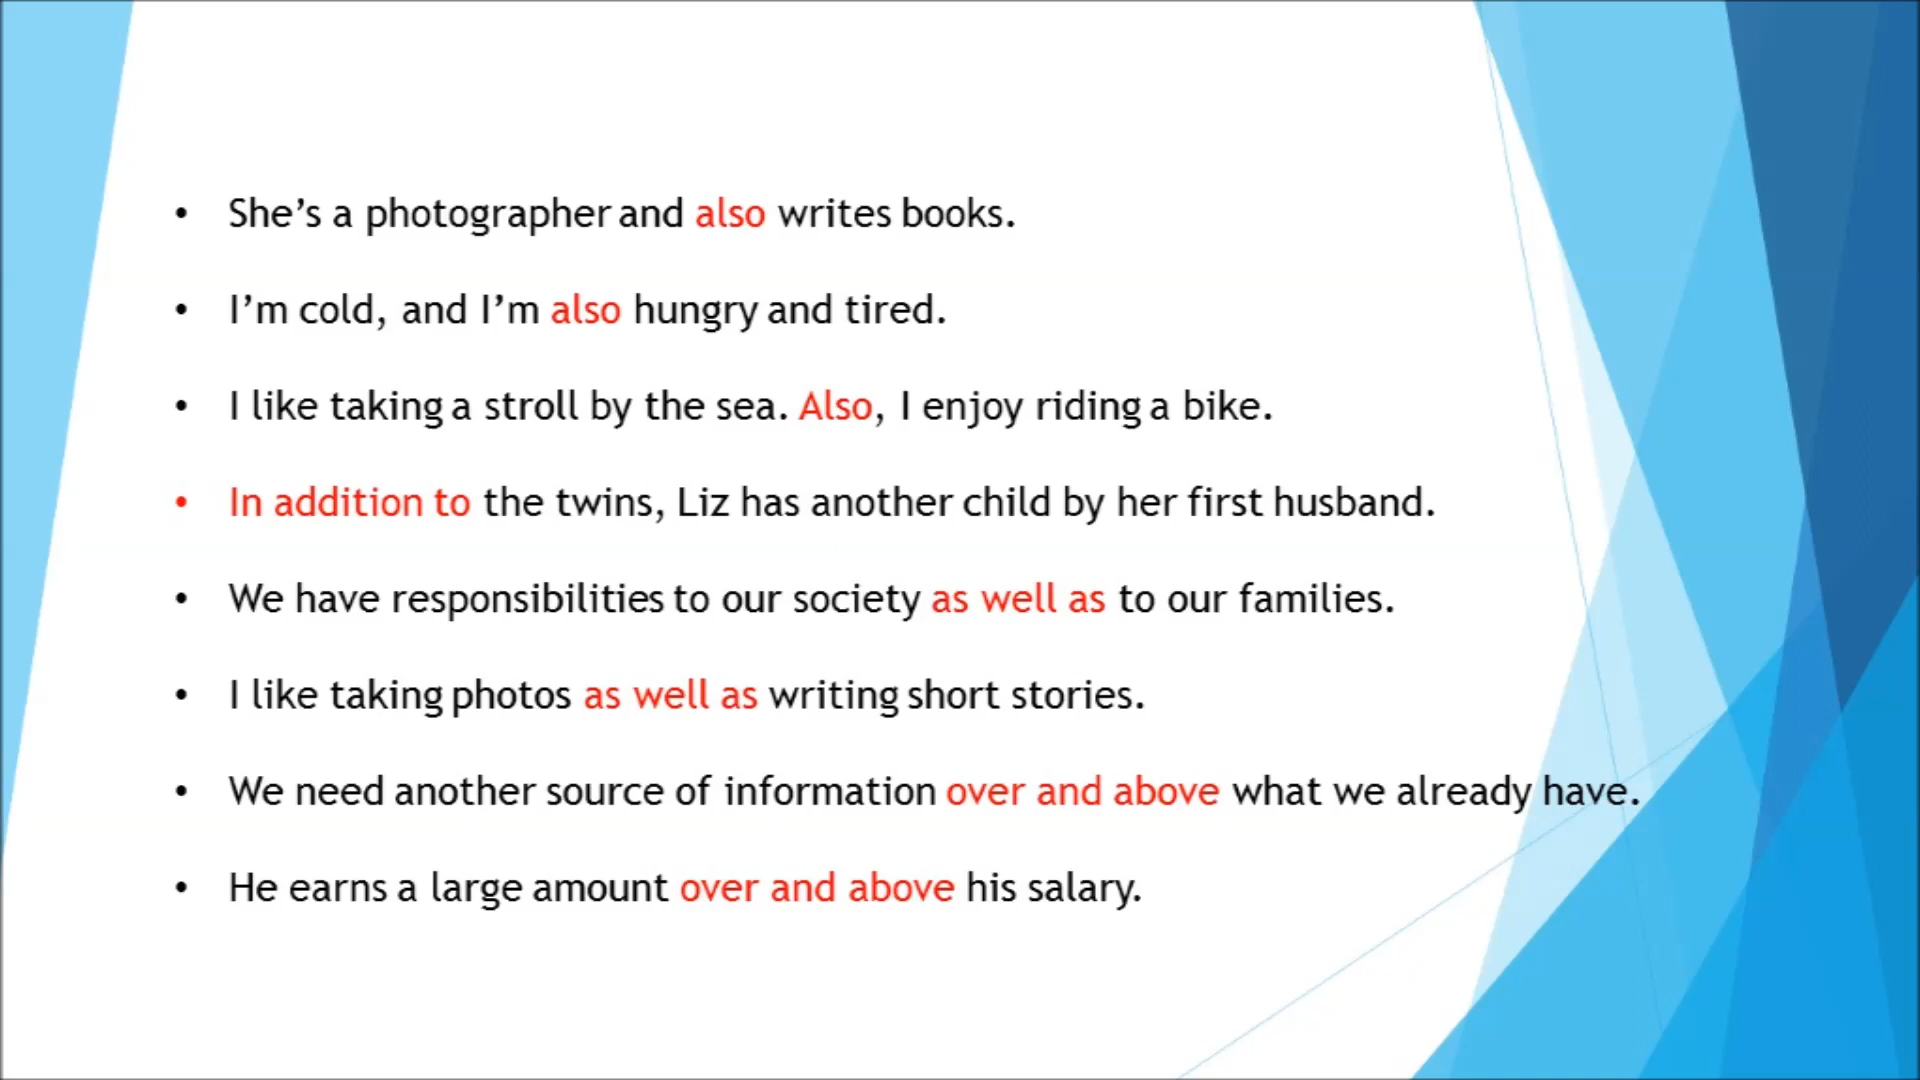 • She’s a photographer and also writes books.
• I’m cold, and I’m also hungry and tired.
• I like taking a stroll by the sea. Also, I enjoy riding a bike.
• In addition to the twins, Liz has another child by her first husband.
• We have responsibilities to our society as well as to our families.
• I like taking photos as well as writing short stories.
• We need another source of information over and above what we already have.
• He earns a large amount over and above his salary.